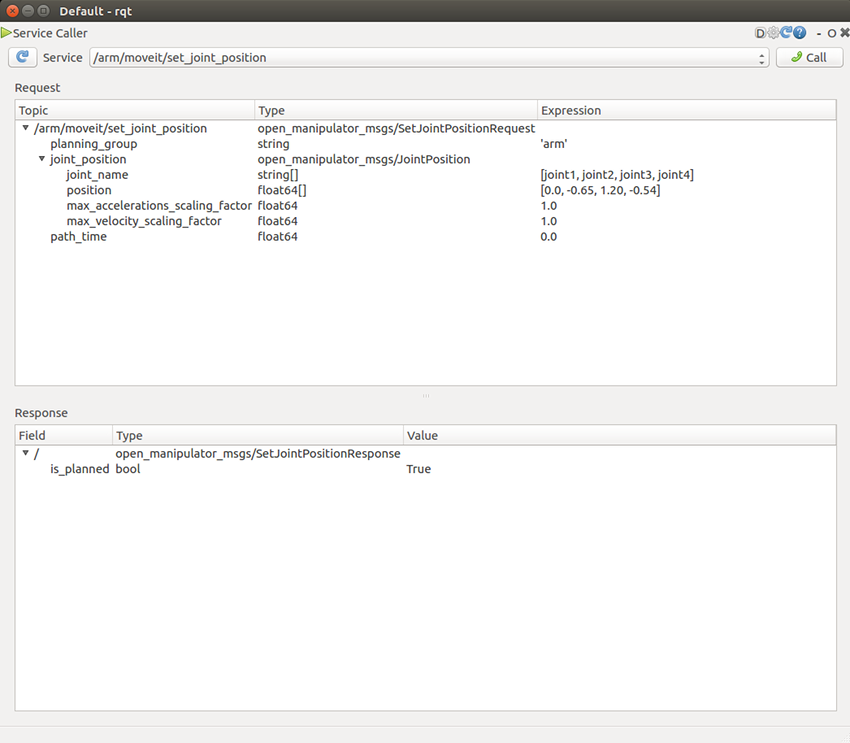 Default - rqt
Service Caller D ? - O ✖
Service /arm/moveit/set_joint_position Call
Request
Topic Type Expression
/arm/moveit/set_joint_position open_manipulator_msgs/SetJointPositionRequest
planning_group string 'arm'
joint_position open_manipulator_msgs/JointPosition
joint_name string[] [joint1, joint2, joint3, joint4]
position float64[] [0.0, -0.65, 1.20, -0.54]
max_accelerations_scaling_factor float64 1.0
max_velocity_scaling_factor float64 1.0
path_time float64 0.0
Response
Field Type Value
/ open_manipulator_msgs/SetJointPositionResponse
is_planned bool True